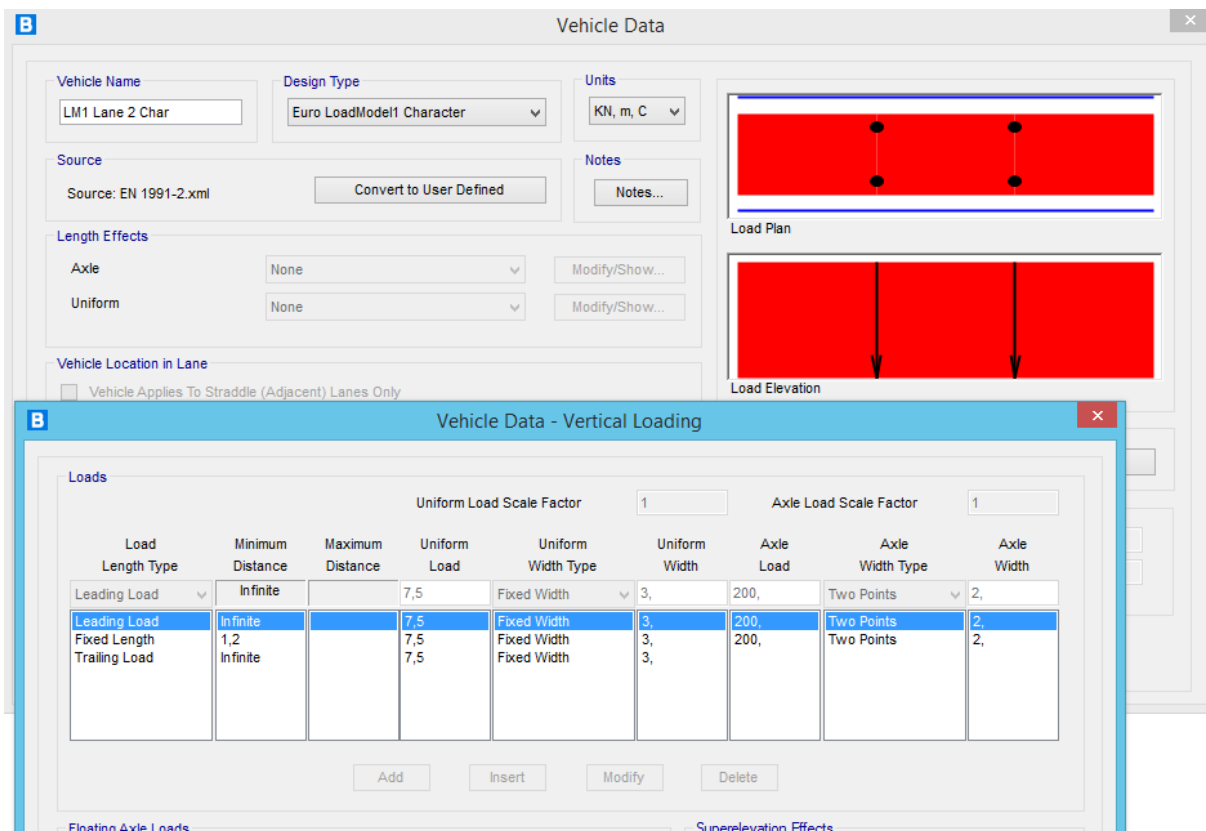 B Vehicle Data ×
Vehicle Name Design Type Units
LM1 Lane 2 Char Euro LoadModel1 Character KN, m, C
Source Notes
Source: EN 1991-2.xml Convert to User Defined Notes...
Load Plan
Length Effects
Axle None Modify/Show...
Uniform None Modify/Show...
Vehicle Location in Lane
Vehicle Applies To Straddle (Adjacent) Lanes Only
Load Elevation
B Vehicle Data - Vertical Loading ×
Loads
Uniform Load Scale Factor 1 Axle Load Scale Factor 1
Load Minimum Maximum Uniform Uniform Uniform Axle Axle Axle
Length Type Distance Distance Load Width Type Width Load Width Type Width
Leading Load Infinite 7,5 Fixed Width 3, 200, Two Points 2,
Leading Load Infinite 7,5 Fixed Width 3, 200, Two Points 2,
Fixed Length 1,2 7,5 Fixed Width 3, 200, Two Points 2,
Trailing Load Infinite 7,5 Fixed Width 3,
Add Insert Modify Delete
Floating Axle Loads Superelevation Effects